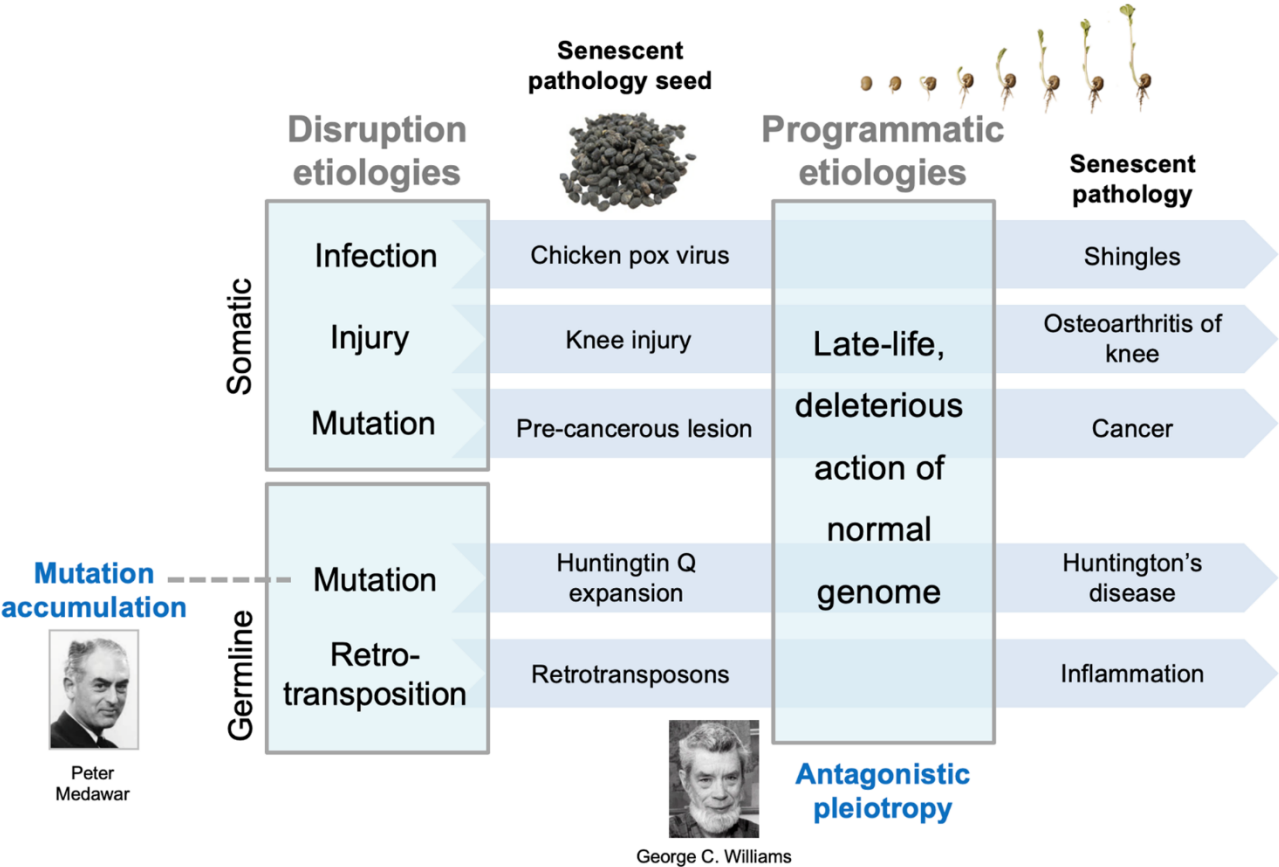 Senescent
pathology seed
Disruption
etiologies
Programmatic
etiologies
Senescent
pathology
Somatic
Infection
Chicken pox virus
Shingles
Injury
Knee injury
Osteoarthritis of
knee
Mutation
Pre-cancerous lesion
Cancer
Late-life,
deleterious
action of
normal
genome
Mutation
accumulation
Peter
Medawar
Germline
Mutation
Huntingtin Q
expansion
Huntington’s
disease
Retro-
transposition
Retrotransposons
Inflammation
George C. Williams
Antagonistic
pleiotropy